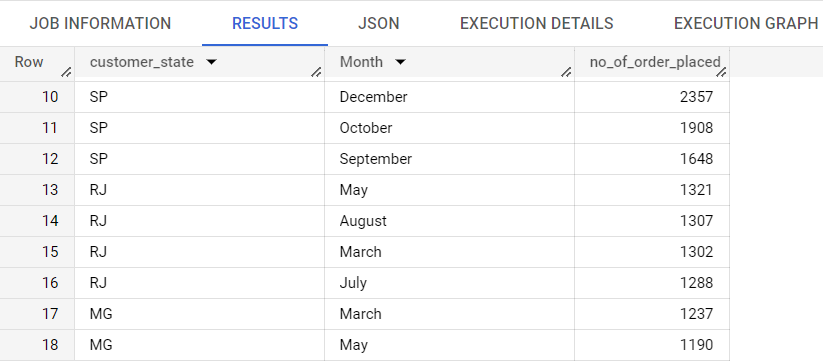 JOB INFORMATION RESULTS JSON EXECUTION DETAILS EXECUTION GRAPH
Row customer_state Month no_of_order_placed
10 SP December 2357
11 SP October 1908
12 SP September 1648
13 RJ May 1321
14 RJ August 1307
15 RJ March 1302
16 RJ July 1288
17 MG March 1237
18 MG May 1190